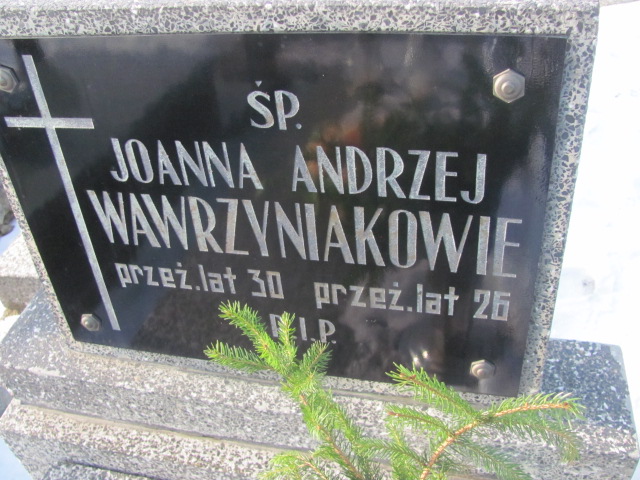 ŚP.
JOANNA ANDRZEJ
WAWRZYNIAKOWIE
przeż.lat 30 przeż.lat 26
R.I.P.